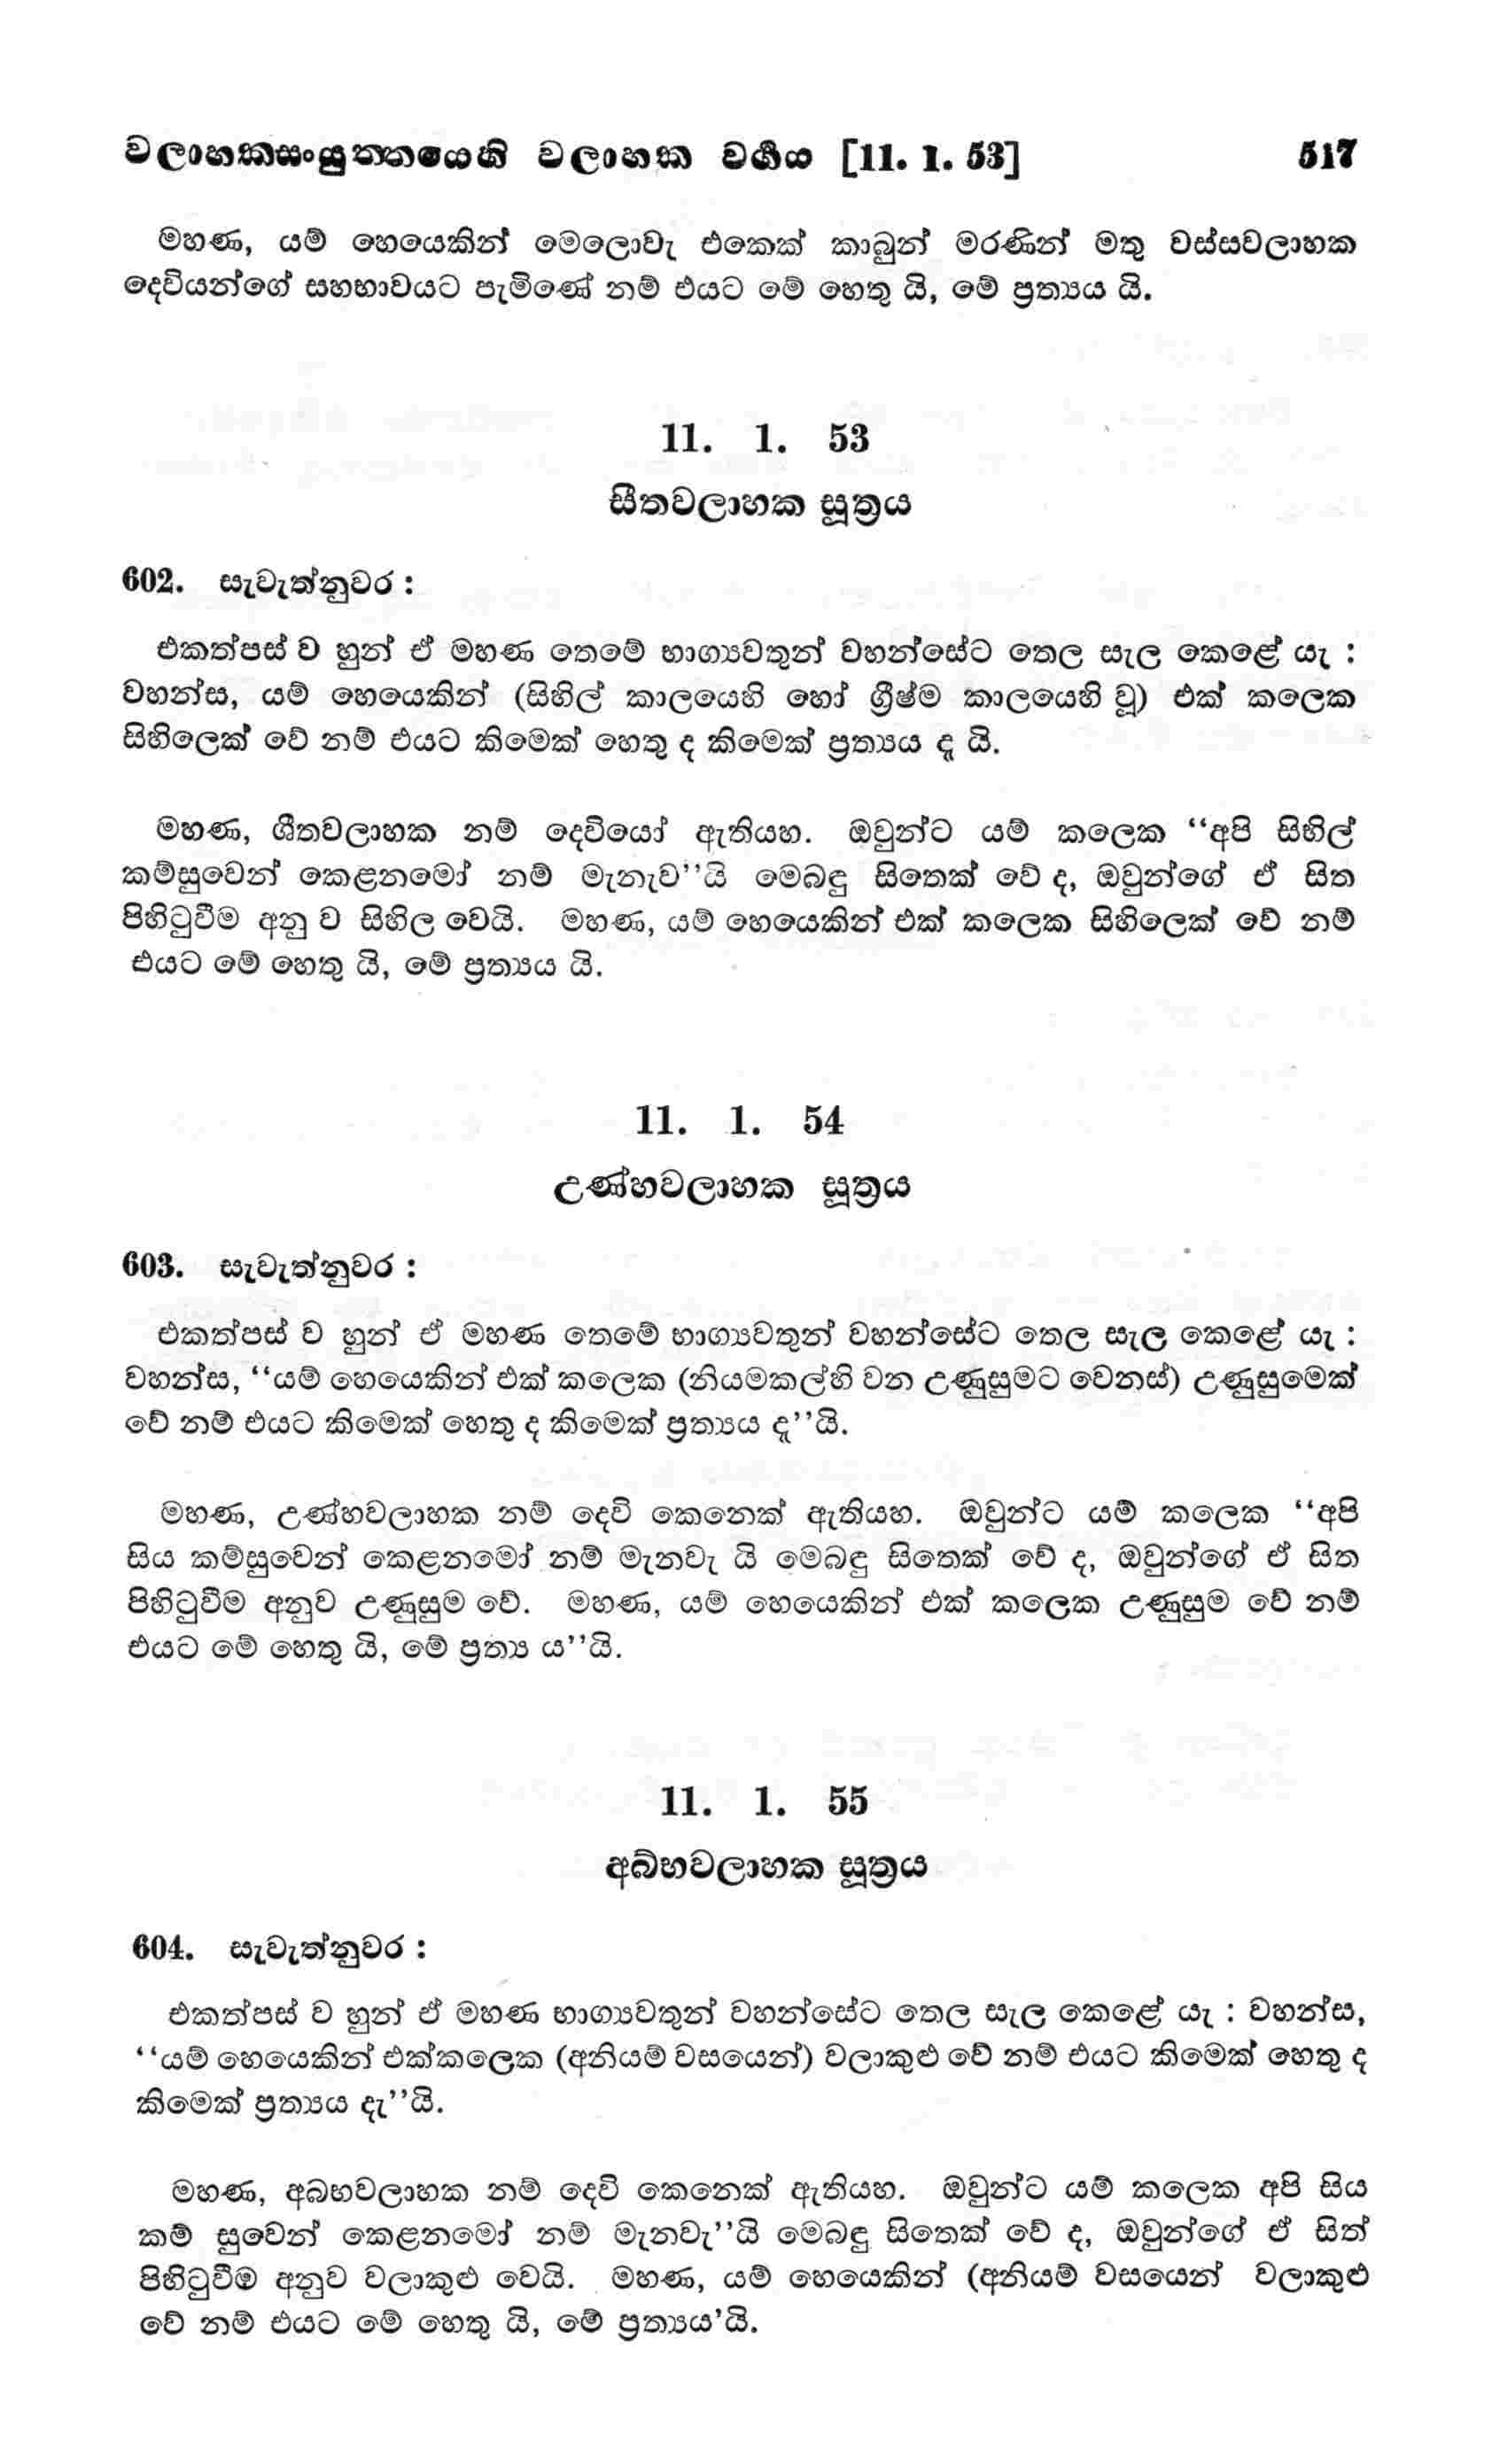 වලාහකසංයුත්තයෙහි වලාහක වර්‍ගය [11. 1. 53] 517
මහණ, යම් හෙයෙකින් මෙලොවැ එකෙක් කාබුන් මරණින් මතු වස්සවලාහක
දෙවියන්ගේ සහභාවයට පැමිණේ නම් එයට මේ හෙතු යි, මේ ප්‍රත්‍යය යි.
11. 1. 53
සීතවලාහක සූත්‍රය
602. සැවැත්නුවර :
එකත්පස් ව හුන් ඒ මහණ තෙමේ භාග්‍යවතුන් වහන්සේට තෙල සැල කෙළේ යැ :
වහන්ස, යම් හෙයෙකින් (සිහිල් කාලයෙහි හෝ ග්‍රීෂ්ම කාලයෙහි වූ) එක් කලෙක
සිහිලෙක් වේ නම් එයට කිමෙක් හෙතු ද කිමෙක් ප්‍රත්‍යය දැ යි.
මහණ, ශීතවලාහක නම් දෙවියෝ ඇතියහ. ඔවුන්ට යම් කලෙක “අපි සිහිල්
කම්සුවෙන් කෙළනමෝ නම් මැනැව”යි මෙබඳු සිතෙක් වේ ද, ඔවුන්ගේ ඒ සිත
පිහිටුවීම අනු ව සිහිල වෙයි. මහණ, යම් හෙයෙකින් එක් කලෙක සිහිලෙක් වේ නම්
එයට මේ හෙතු යි, මේ ප්‍රත්‍යය යි.
11. 1. 54
උණ්හවලාහක සූත්‍රය
603. සැවැත්නුවර :
එකත්පස් ව හුන් ඒ මහණ තෙමේ භාග්‍යවතුන් වහන්සේට තෙල සැල කෙළේ යැ :
වහන්ස, “යම් හෙයෙකින් එක් කලෙක (නියමකල්හි වන උණුසුමට වෙනස්) උණුසුමෙක්
වේ නම් එයට කිමෙක් හෙතු ද කිමෙක් ප්‍රත්‍යය දැ”යි.
මහණ, උණ්හවලාහක නම් දෙවි කෙනෙක් ඇතියහ. ඔවුන්ට යම් කලෙක “අපි
සිය කම්සුවෙන් කෙළනමෝ නම් මැනවැ යි මෙබඳු සිතෙක් වේ ද, ඔවුන්ගේ ඒ සිත
පිහිටුවීම අනුව උණුසුම වේ. මහණ, යම් හෙයෙකින් එක් කලෙක උණුසුම වේ නම්
එයට මේ හෙතු යි, මේ ප්‍රත්‍ය ය”යි.
11. 1. 55
අබ්භවලාහක සූත්‍රය
604. සැවැත්නුවර :
එකත්පස් ව හුන් ඒ මහණ භාග්‍යවතුන් වහන්සේට තෙල සැල කෙළේ යැ : වහන්ස,
“යම් හෙයෙකින් එක්කලෙක (අනියම් වසයෙන්) වලාකුළු වේ නම් එයට කිමෙක් හෙතු ද
කිමෙක් ප්‍රත්‍යය දැ”යි.
මහණ, අබභවලාහක නම් දෙවි කෙනෙක් ඇතියහ. ඔවුන්ට යම් කලෙක අපි සිය
කම් සුවෙන් කෙළනමෝ නම් මැනවැ”යි මෙබඳු සිතෙක් වේ ද, ඔවුන්ගේ ඒ සිත්
පිහිටුවීම අනුව වලාකුළු වෙයි. මහණ, යම් හෙයෙකින් (අනියම් වසයෙන් වලාකුළු
වේ නම් එයට මේ හෙතු යි, මේ ප්‍රත්‍යය’යි.